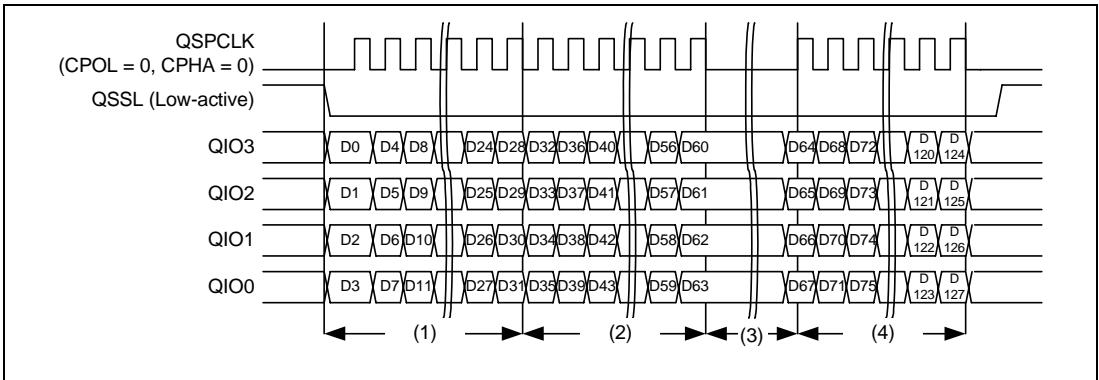 QSPCLK
(CPOL = 0, CPHA = 0)
QSSL (Low-active)
QIO3 D0 D4 D8 D24 D28 D32 D36 D40 D56 D60 D64 D68 D72 D 120 D 124
QIO2 D1 D5 D9 D25 D29 D33 D37 D41 D57 D61 D65 D69 D73 D 121 D 125
QIO1 D2 D6 D10 D26 D30 D34 D38 D42 D58 D62 D66 D70 D74 D 122 D 126
QIO0 D3 D7 D11 D27 D31 D35 D39 D43 D59 D63 D67 D71 D75 D 123 D 127
(1) (2) (3) (4)